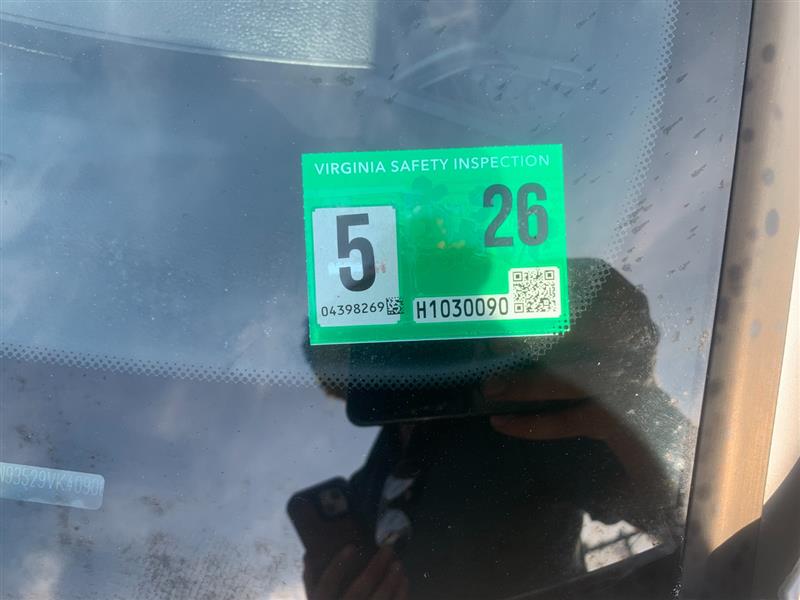 VIRGINIA SAFETY INSPECTION
26
5
04398269
H1030090